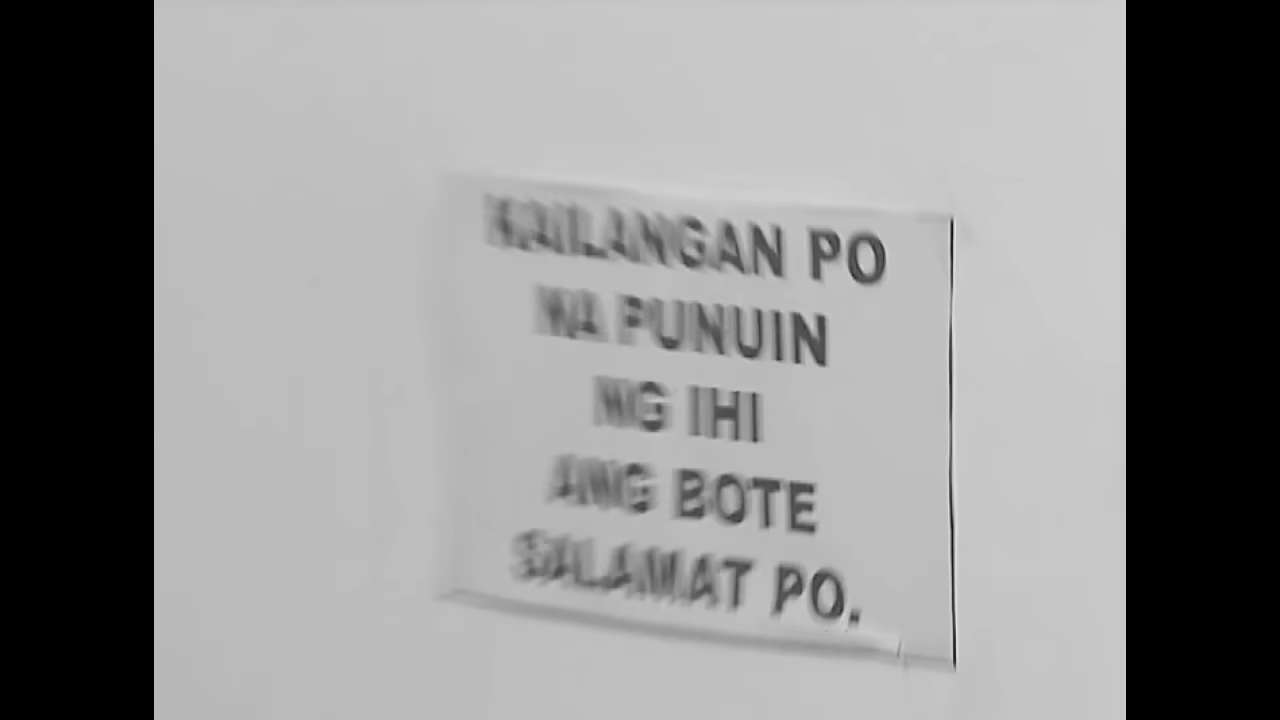 KAILANGAN PO
NA PUNUIN
NG IHI
ANG BOTE
SALAMAT PO.